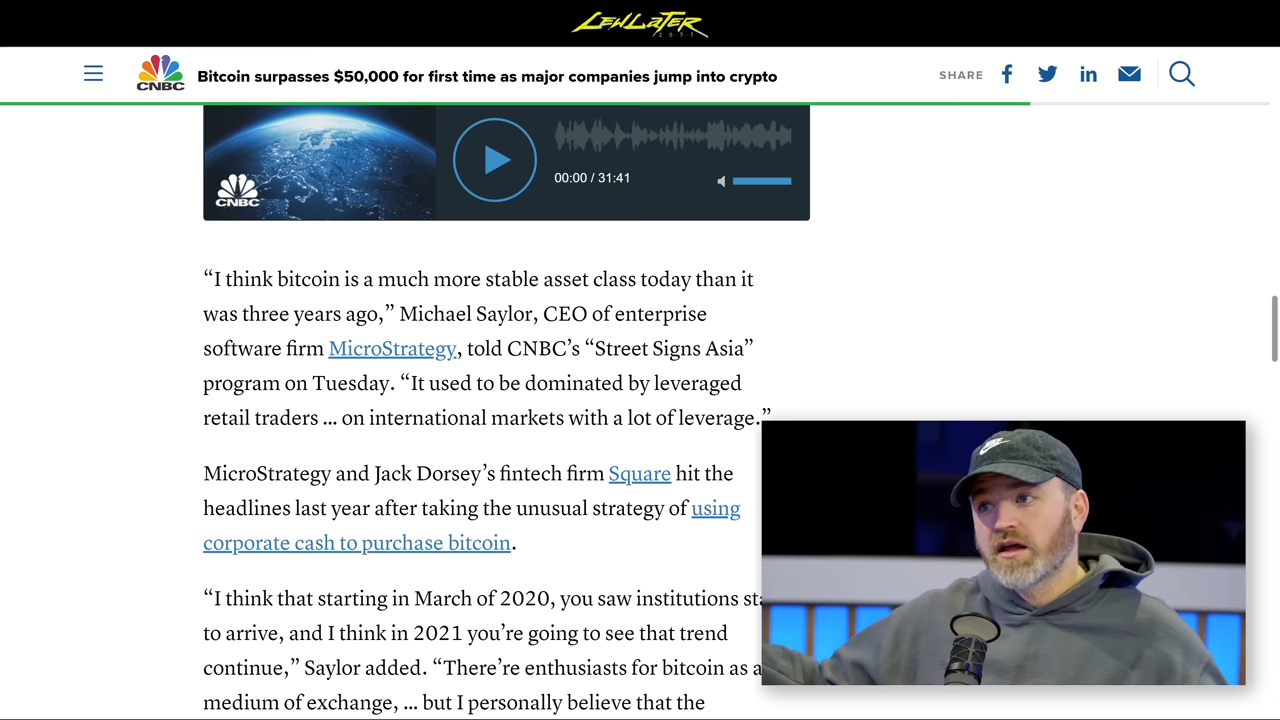 LEWLATER
2077
CNBC
Bitcoin surpasses $50,000 for first time as major companies jump into crypto
SHARE
CNBC
00:00 / 31:41
“I think bitcoin is a much more stable asset class today than it
was three years ago,” Michael Saylor, CEO of enterprise
software firm MicroStrategy, told CNBC’s “Street Signs Asia”
program on Tuesday. “It used to be dominated by leveraged
retail traders … on international markets with a lot of leverage.”
MicroStrategy and Jack Dorsey’s fintech firm Square hit the
headlines last year after taking the unusual strategy of using
corporate cash to purchase bitcoin.
“I think that starting in March of 2020, you saw institutions
to arrive, and I think in 2021 you’re going to see that trend
continue,” Saylor added. “There’re enthusiasts for bitcoin as a
medium of exchange, … but I personally believe that the